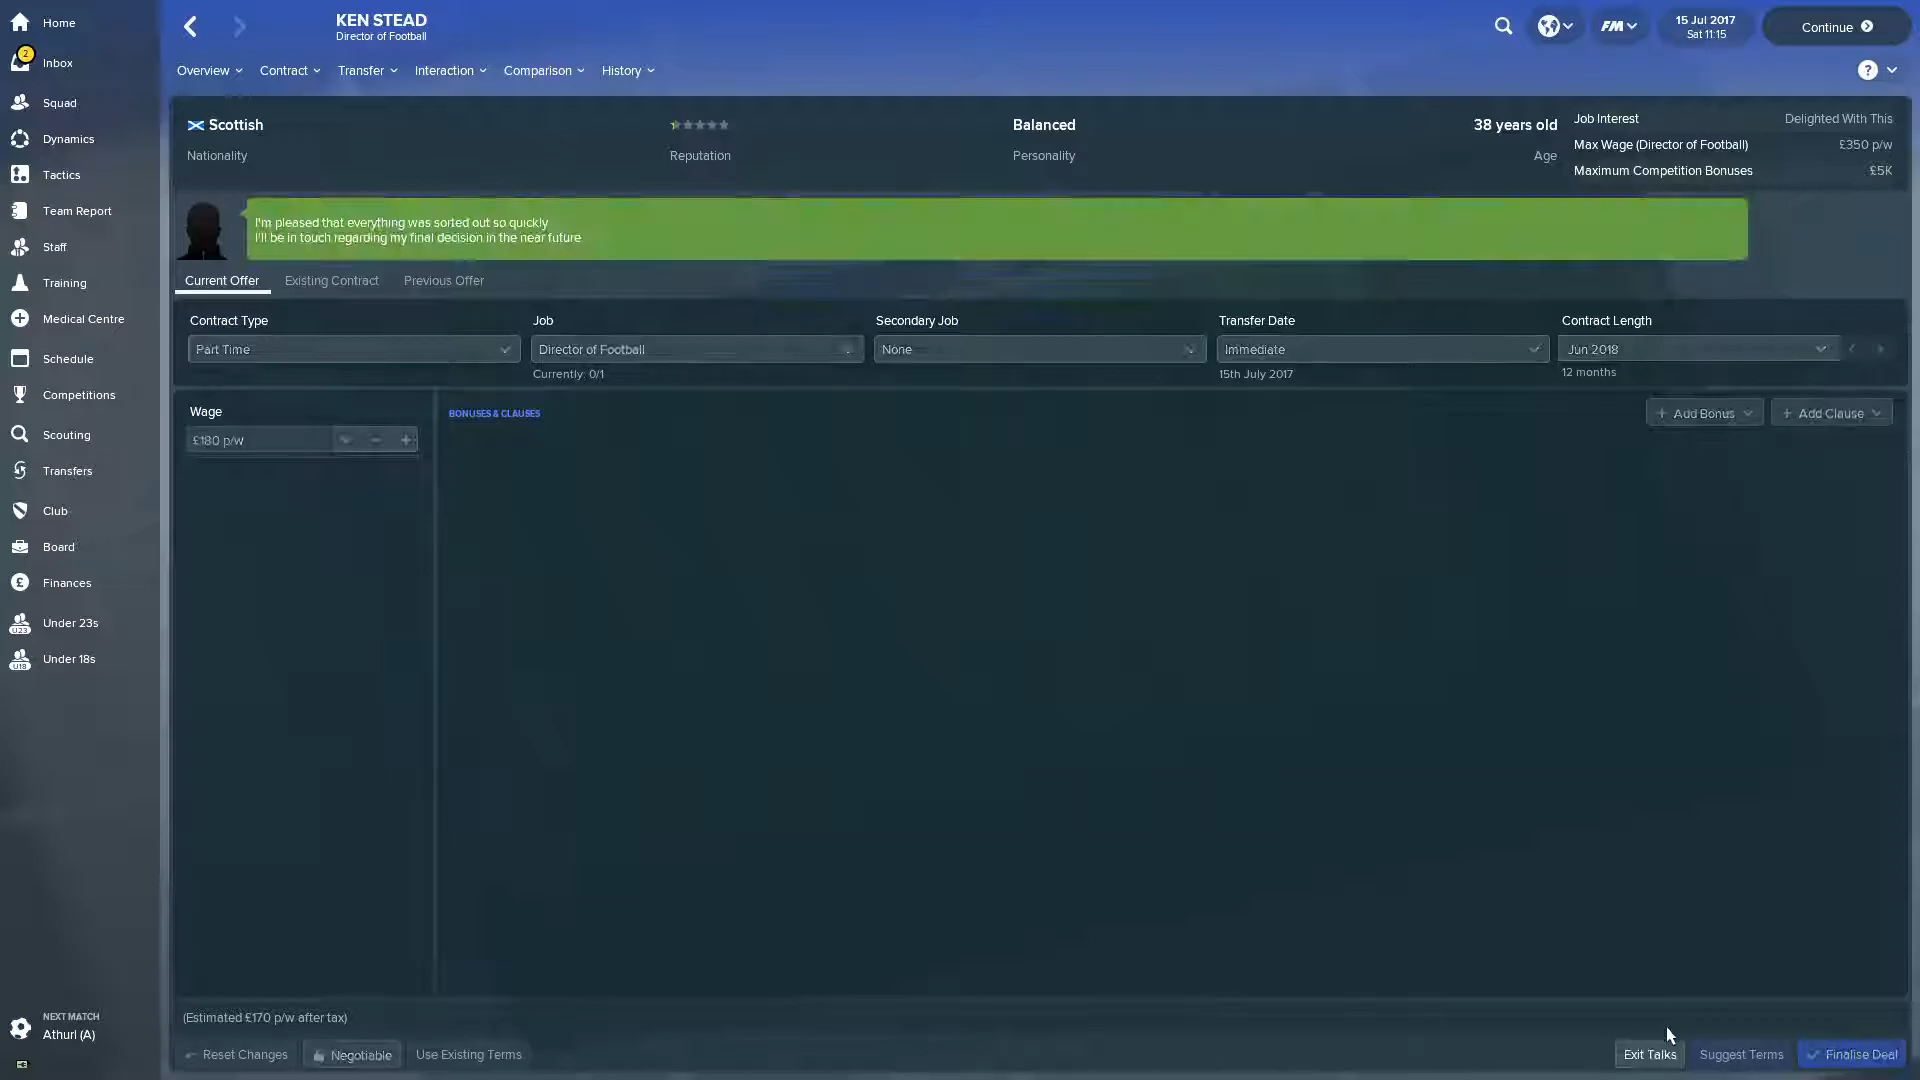 Home
KEN STEAD
Director of Football
FM
15 Jul 2017
Sat 11:15
Continue
2
Inbox
Overview
Contract
Transfer
Interaction
Comparison
History
?
Squad
Dynamics
Tactics
Team Report
Staff
Training
Medical Centre
Schedule
Competitions
Scouting
Transfers
Club
Board
£
Finances
U23
Under 23s
U18
Under 18s
NEXT MATCH
Athurl (A)
Scottish
Nationality
Reputation
Balanced
Personality
38 years old
Age
Job Interest
Delighted With This
Max Wage (Director of Football)
£350 p/w
Maximum Competition Bonuses
£5K
I'm pleased that everything was sorted out so quickly
I'll be in touch regarding my final decision in the near future
Current Offer
Existing Contract
Previous Offer
Contract Type
Part Time
Job
Director of Football
Currently: 0/1
Secondary Job
None
Transfer Date
Immediate
15th July 2017
Contract Length
Jun 2018
12 months
Wage
£180 p/w
BONUSES & CLAUSES
Add Bonus
Add Clause
(Estimated £170 p/w after tax)
Reset Changes
Negotiable
Use Existing Terms
Exit Talks
Suggest Terms
Finalise Deal